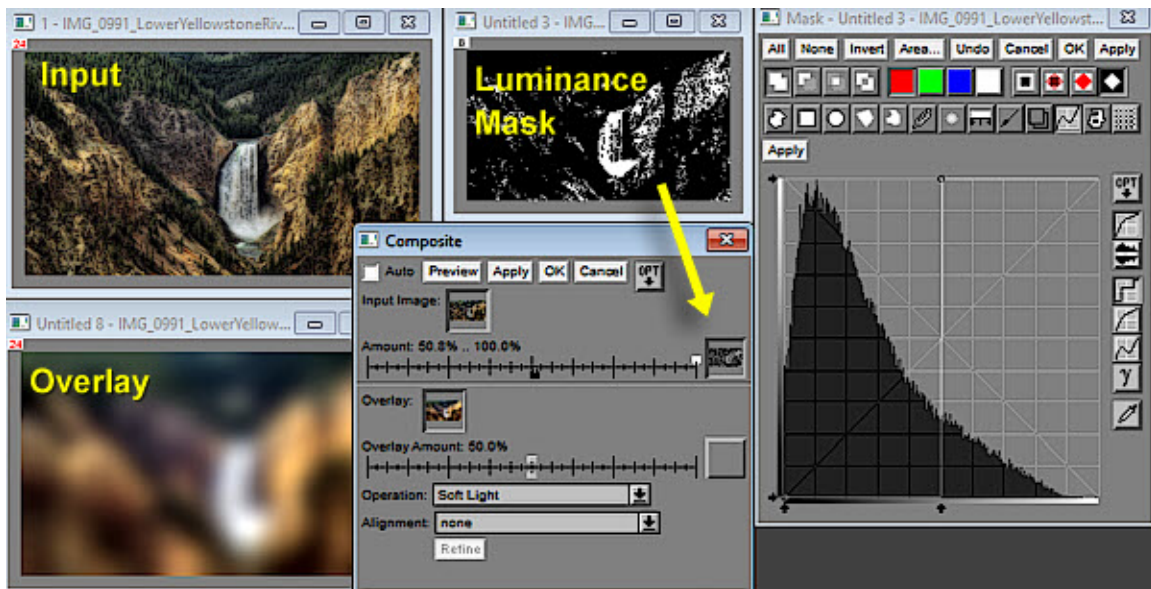 1 - IMG_0991_LowerYellowstoneRiv...
24
Input
Untitled 3 - IMG...
8
Luminance
Mask
Mask - Untitled 3 - IMG_0991_LowerYellowst...
All None Invert Area... Undo Cancel OK Apply
Apply
OPT
γ
Untitled 8 - IMG_0991_LowerYellow...
24
Overlay
Composite
Auto Preview Apply OK Cancel OPT
Input Image:
Amount: 50.8% .. 100.0%
Overlay:
Overlay Amount: 50.0%
Operation: Soft Light
Alignment: none
Refine